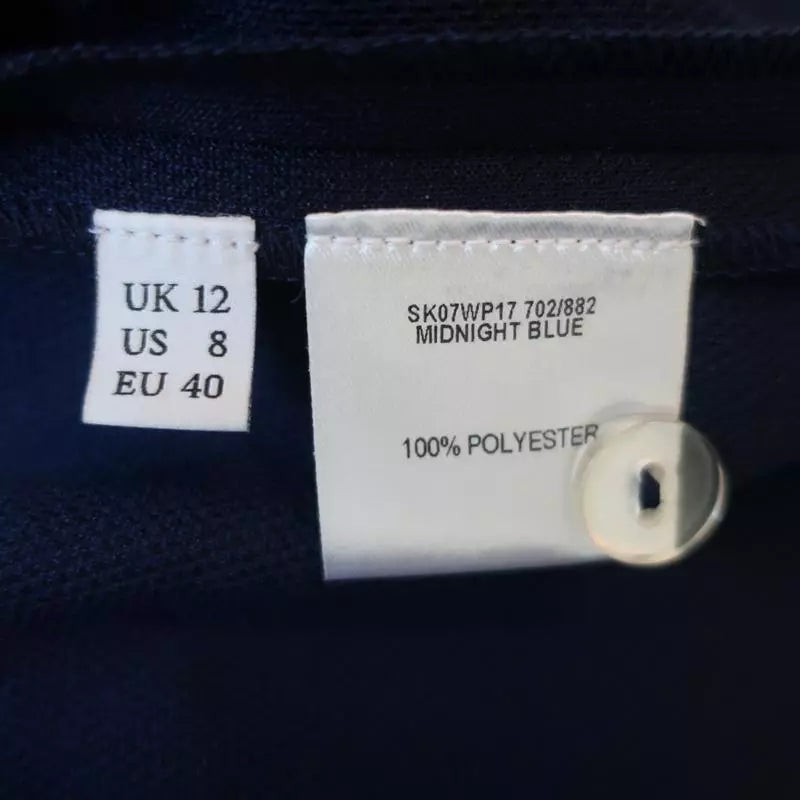 UK 12
US 8
EU 40
SK07WP17 702/882
MIDNIGHT BLUE
100% POLYESTER